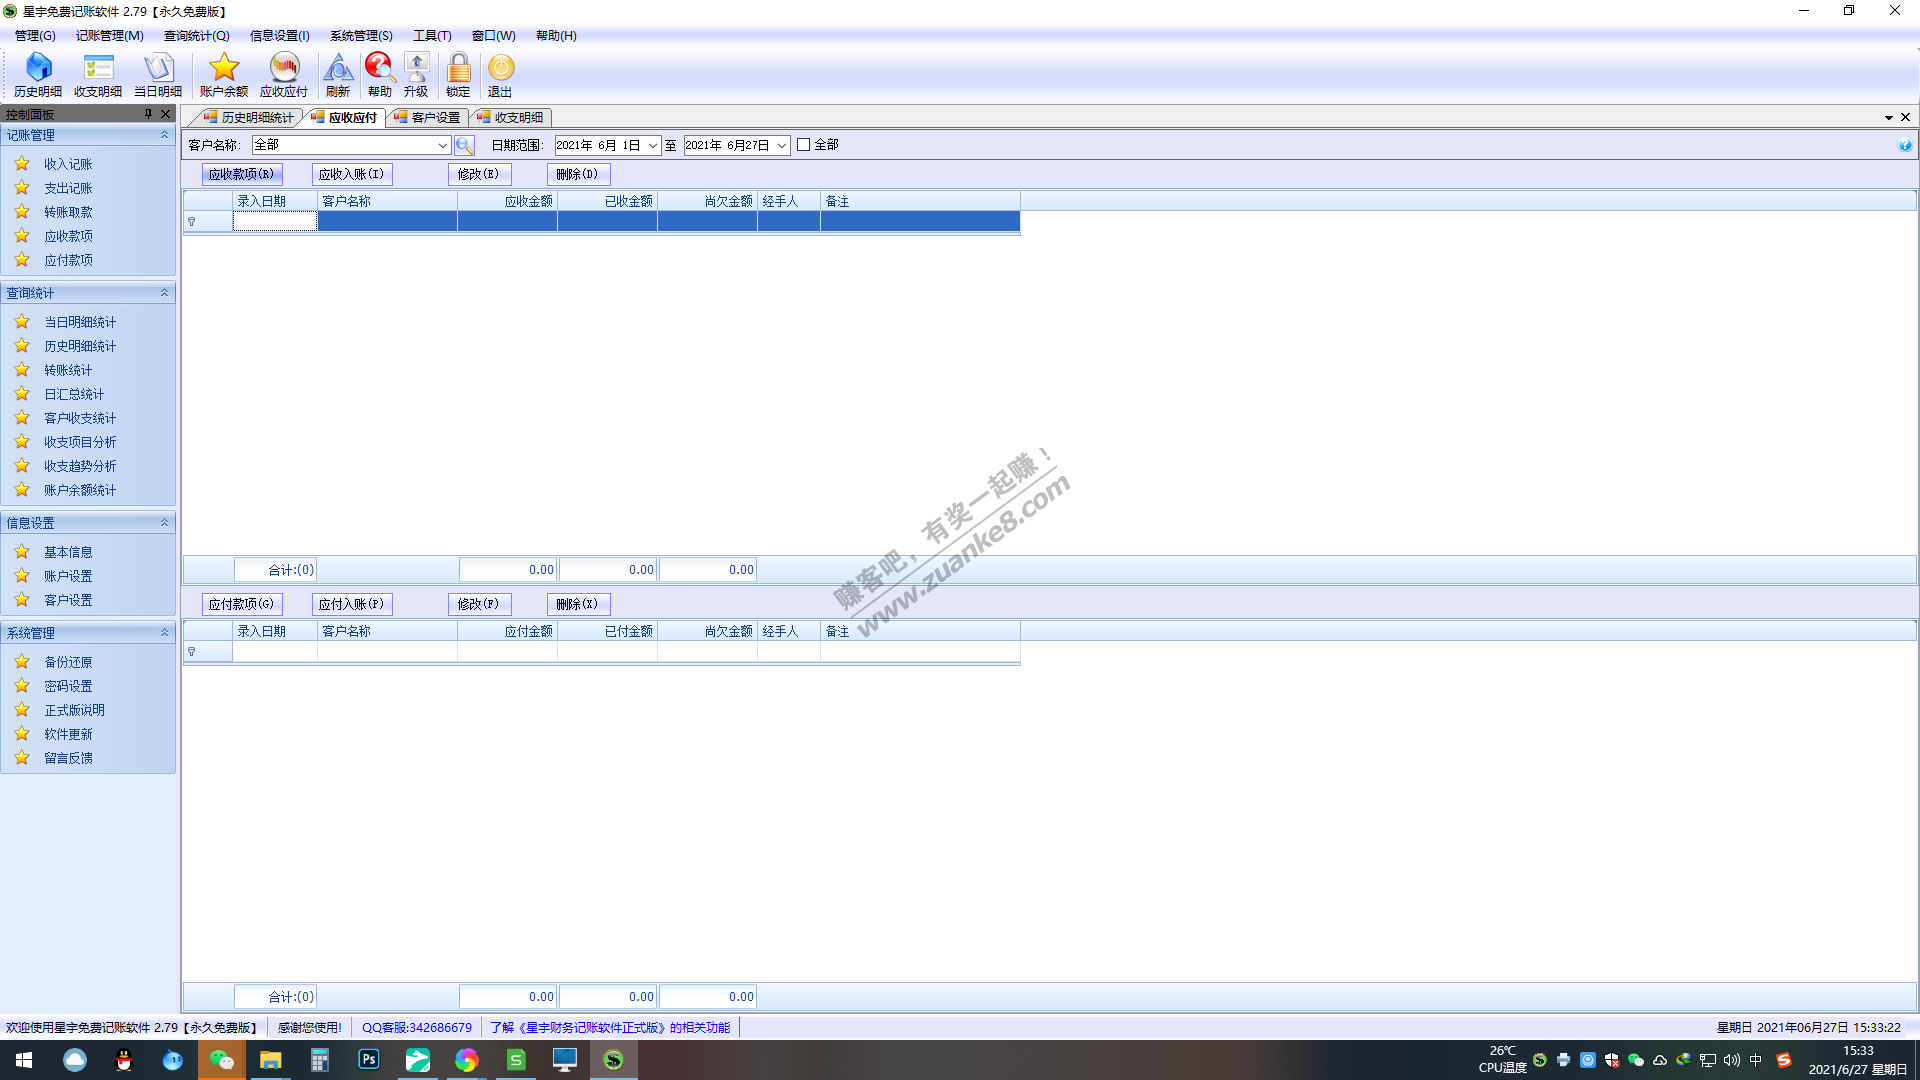 星宇免费记账软件 2.79【永久免费版】
管理(G) 记账管理(M) 查询统计(Q) 信息设置(I) 系统管理(S) 工具(T) 窗口(W) 帮助(H)
历史明细 收支明细 当日明细 账户余额 应收应付 刷新 帮助 升级 锁定 退出
控制面板
记账管理
收入记账
支出记账
转账取款
应收款项
应付款项
查询统计
当日明细统计
历史明细统计
转账统计
日汇总统计
客户收支统计
收支项目分析
收支趋势分析
账户余额统计
信息设置
基本信息
账户设置
客户设置
系统管理
备份还原
密码设置
正式版说明
软件更新
留言反馈
历史明细统计 应收应付 客户设置 收支明细
客户名称: 全部 日期范围: 2021年 6月 1日 至 2021年 6月27日 全部
应收款项(R) 应收入账(I) 修改(E) 删除(D)
录入日期 客户名称 应收金额 已收金额 尚欠金额 经手人 备注
合计:(0) 0.00 0.00 0.00
应付款项(G) 应付入账(P) 修改(F) 删除(X)
录入日期 客户名称 应付金额 已付金额 尚欠金额 经手人 备注
合计:(0) 0.00 0.00 0.00
赚客吧，有奖一起赚！
www.zuanke8.com
欢迎使用星宇免费记账软件 2.79【永久免费版】 感谢您使用! QQ客服:342686679 了解《星宇财务记账软件正式版》的相关功能 星期日 2021年06月27日 15:33:22
Ps
S
26℃
CPU温度
中
S
15:33
2021/6/27 星期日